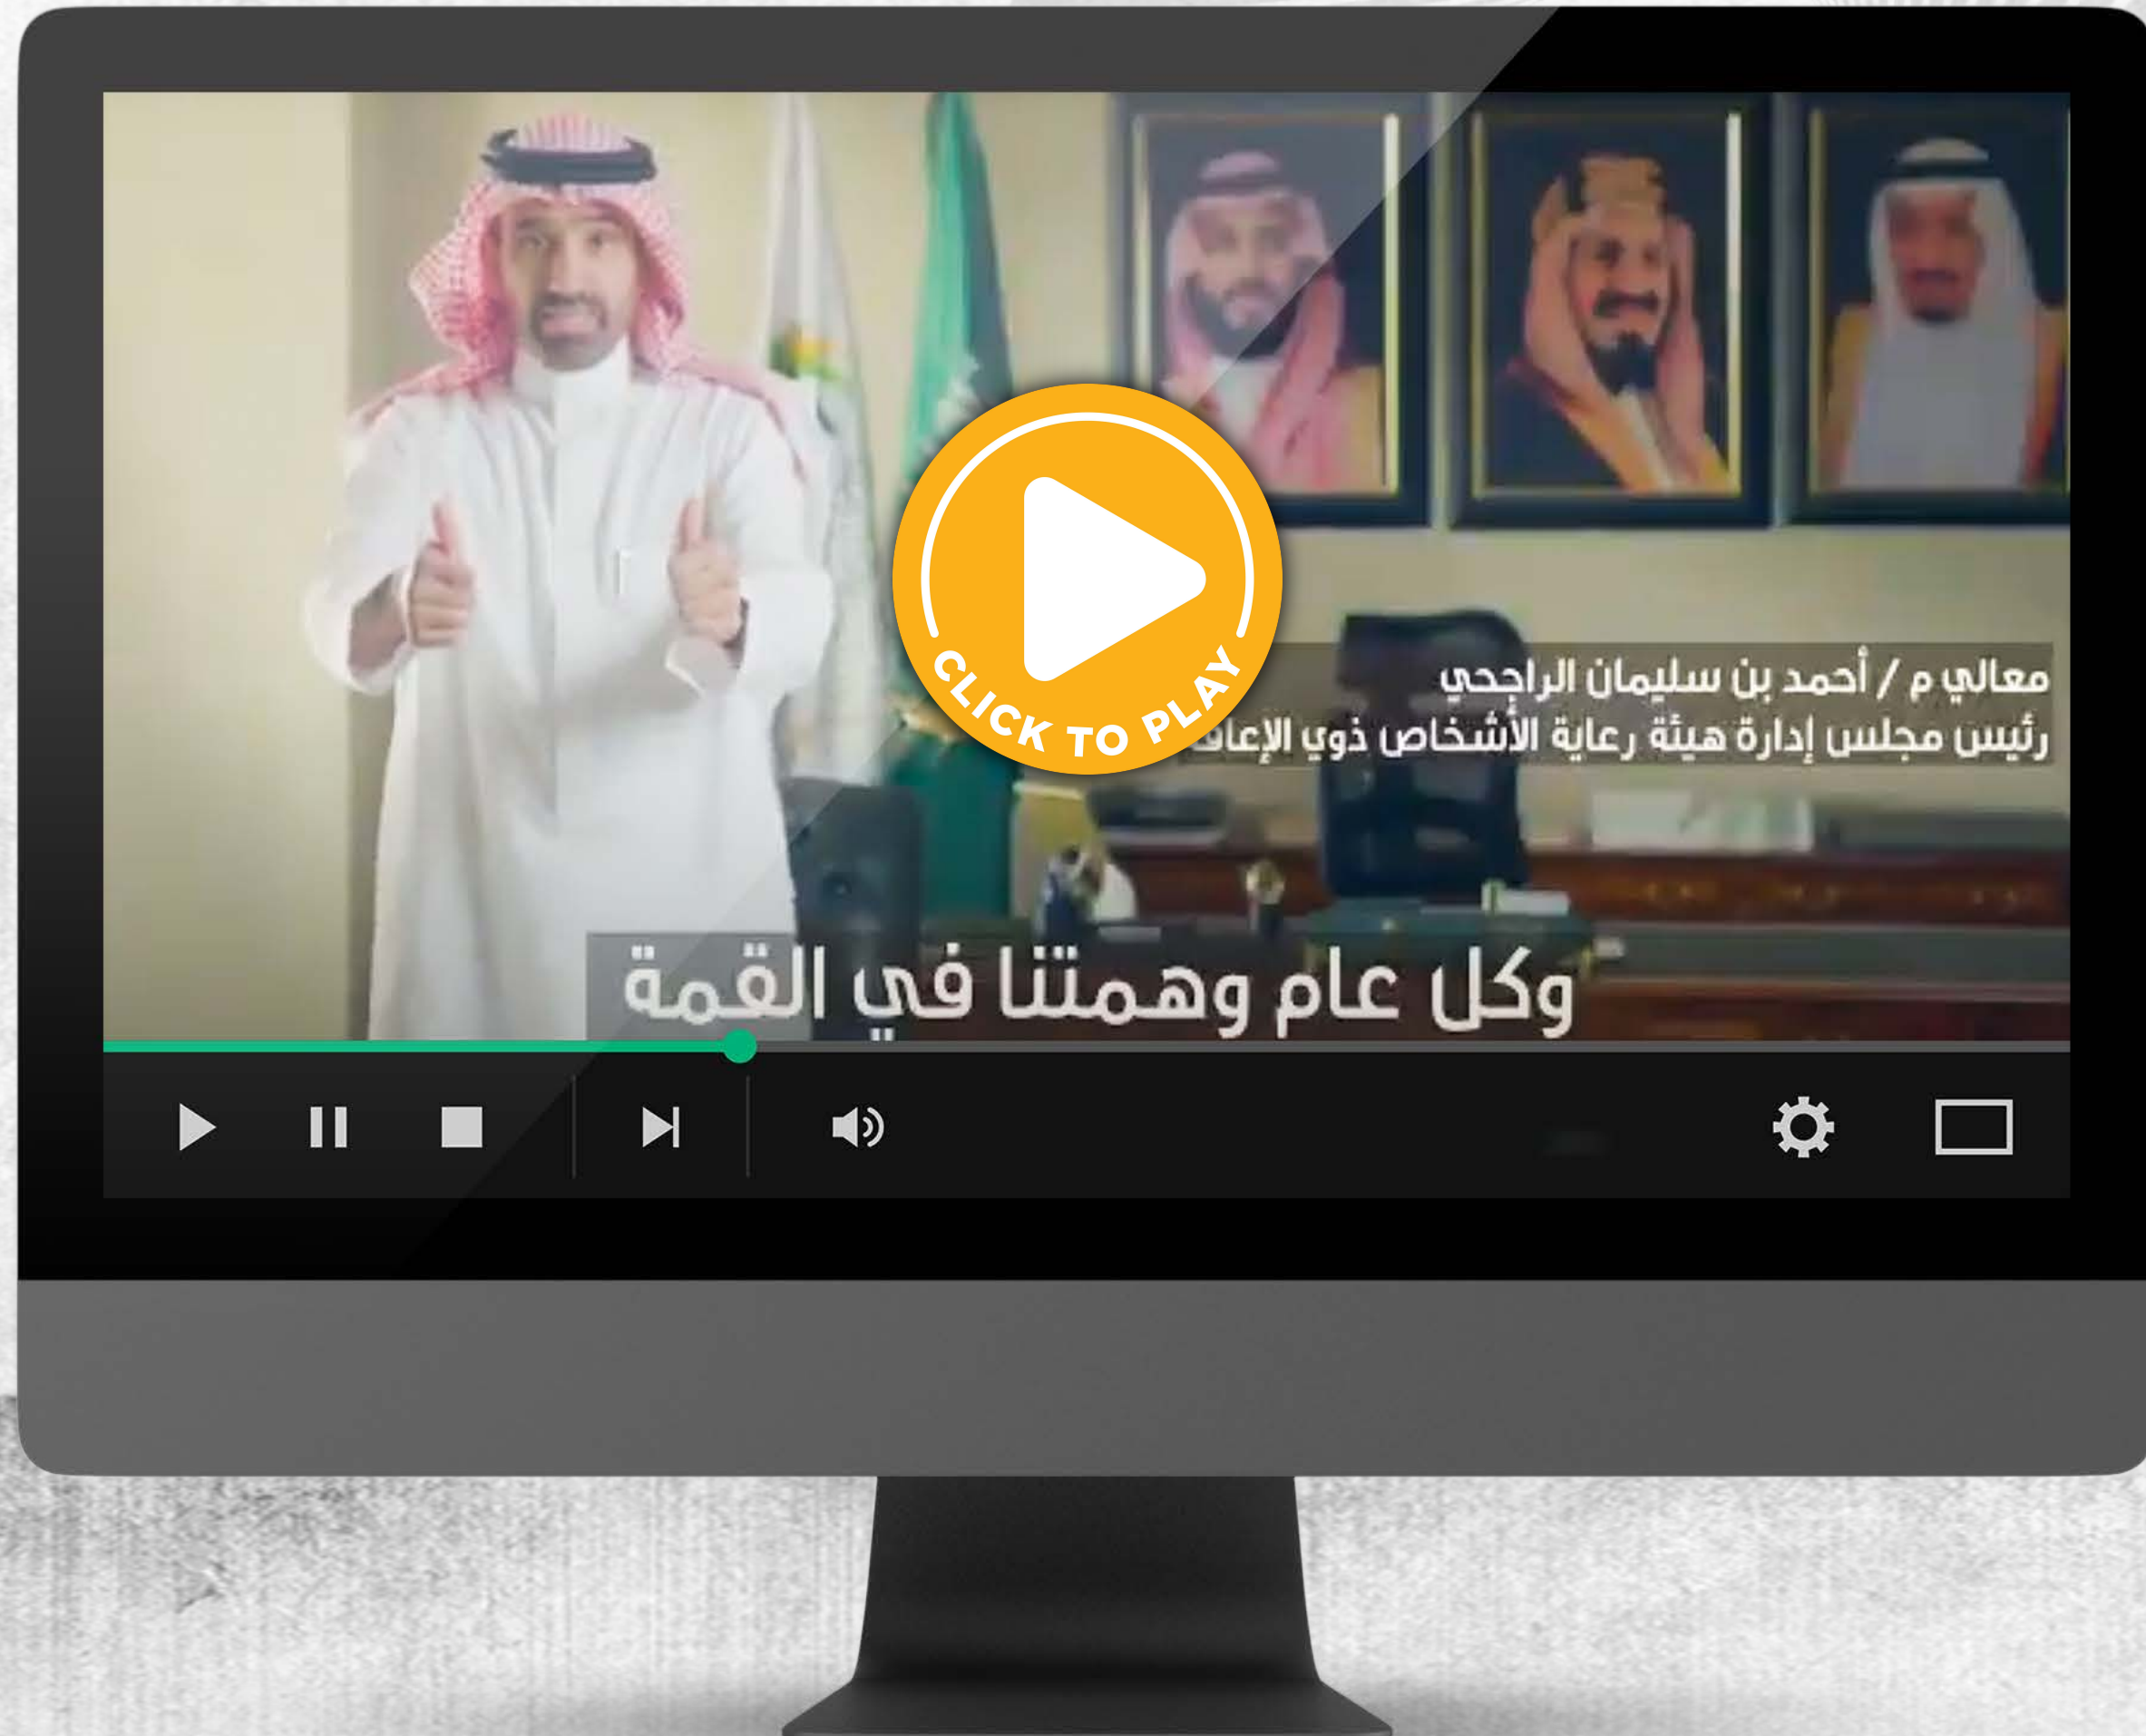 معالي م / أحمد بن سليمان الراجحي
رئيس مجلس إدارة هيئة رعاية الأشخاص ذوي
CLICK TO PLAY
وكل عام وهمتنا في القمة